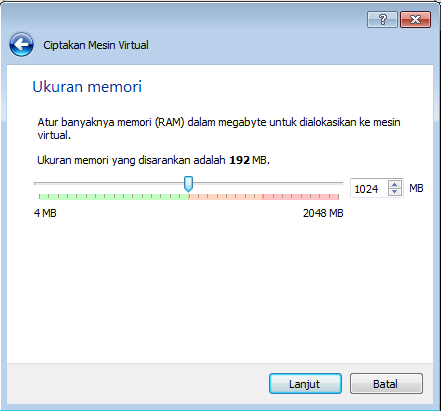 ?
Ciptakan Mesin Virtual
Ukuran memori
Atur banyaknya memori (RAM) dalam megabyte untuk dialokasikan ke mesin
virtual.
Ukuran memori yang disarankan adalah 192 MB.
1024 MB
4 MB 2048 MB
Lanjut Batal